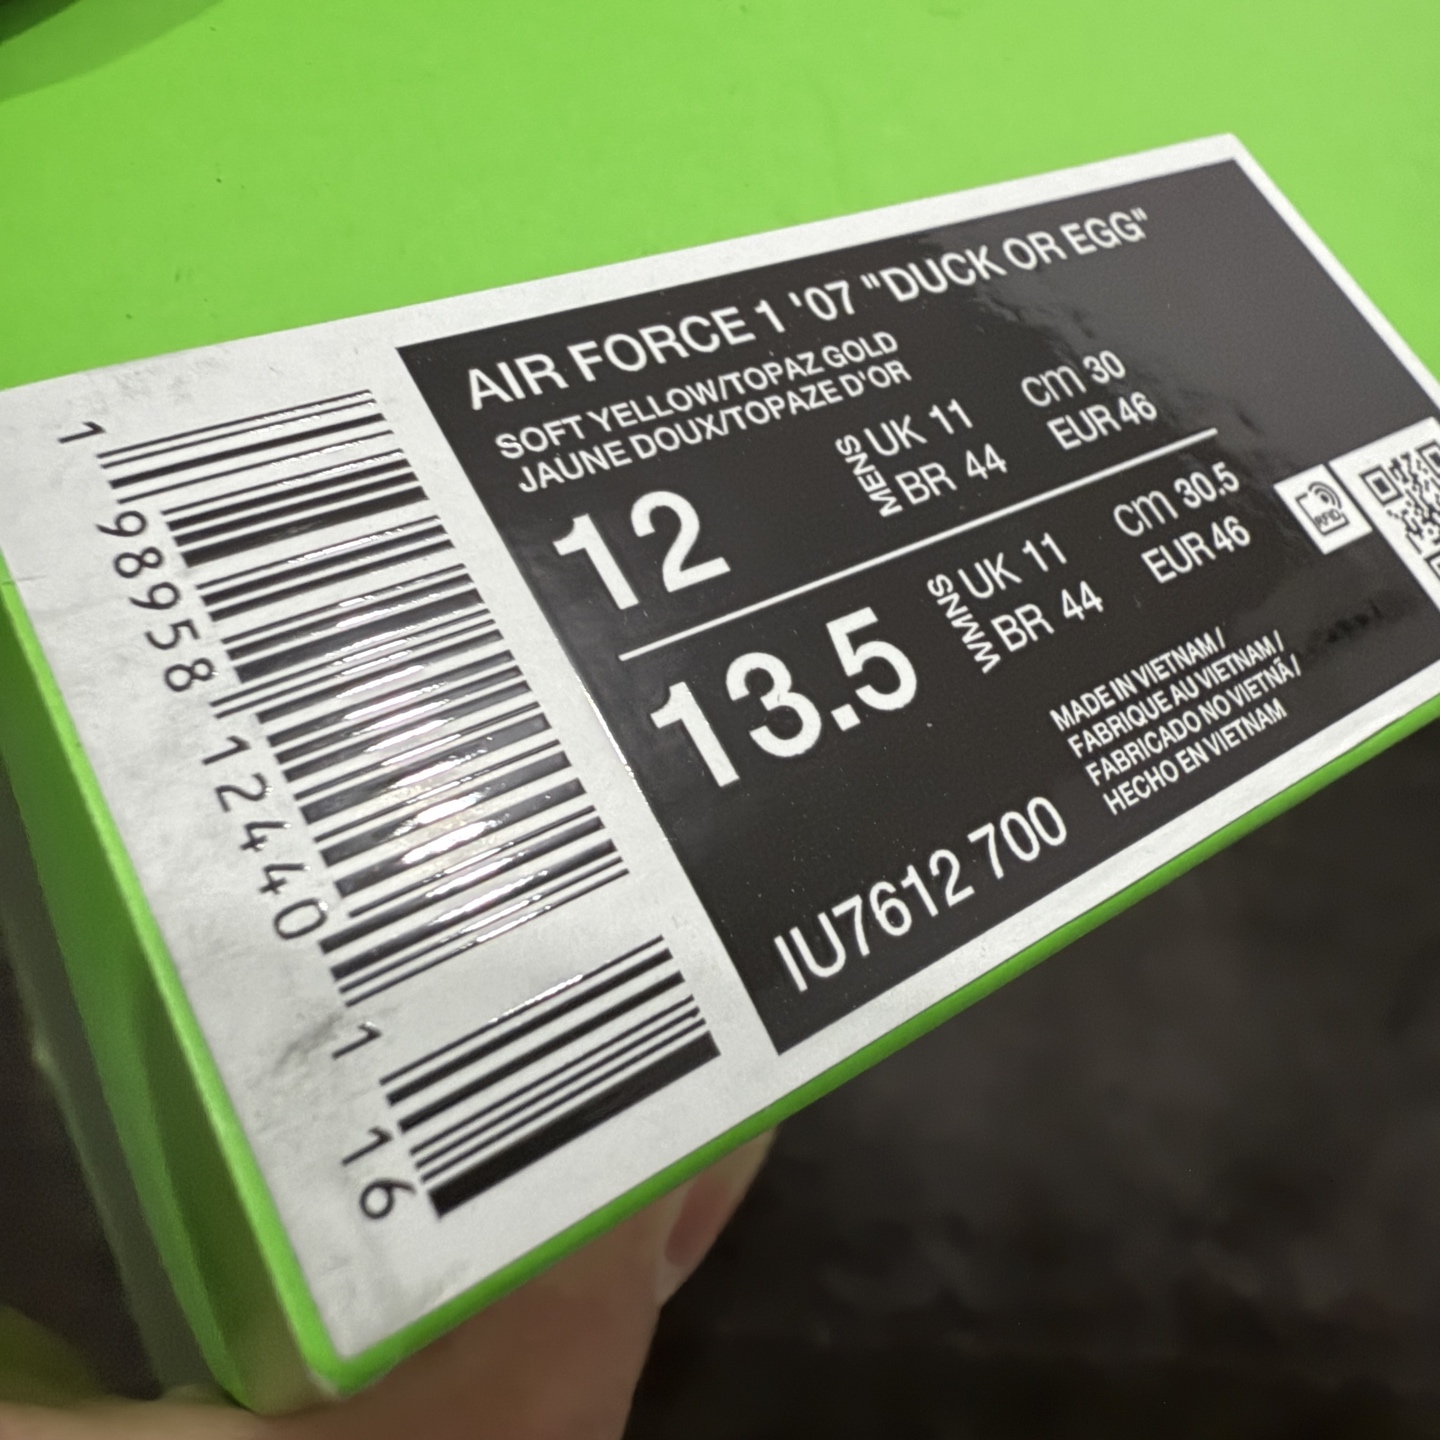 AIR FORCE 1 '07 "DUCK OR EGG"
SOFT YELLOW/TOPAZ GOLD
JAUNE DOUX/TOPAZE D'OR
12
MENS
UK 11
BR 44
cm 30
EUR 46
13.5
WMNS
UK 11
BR 44
cm 30.5
EUR 46
MADE IN VIETNAM /
FABRIQUE AU VIETNAM /
FABRICADO NO VIETNÃ /
HECHO EN VIETNAM
IU7612 700
RFID
1 98958 12440 1
16